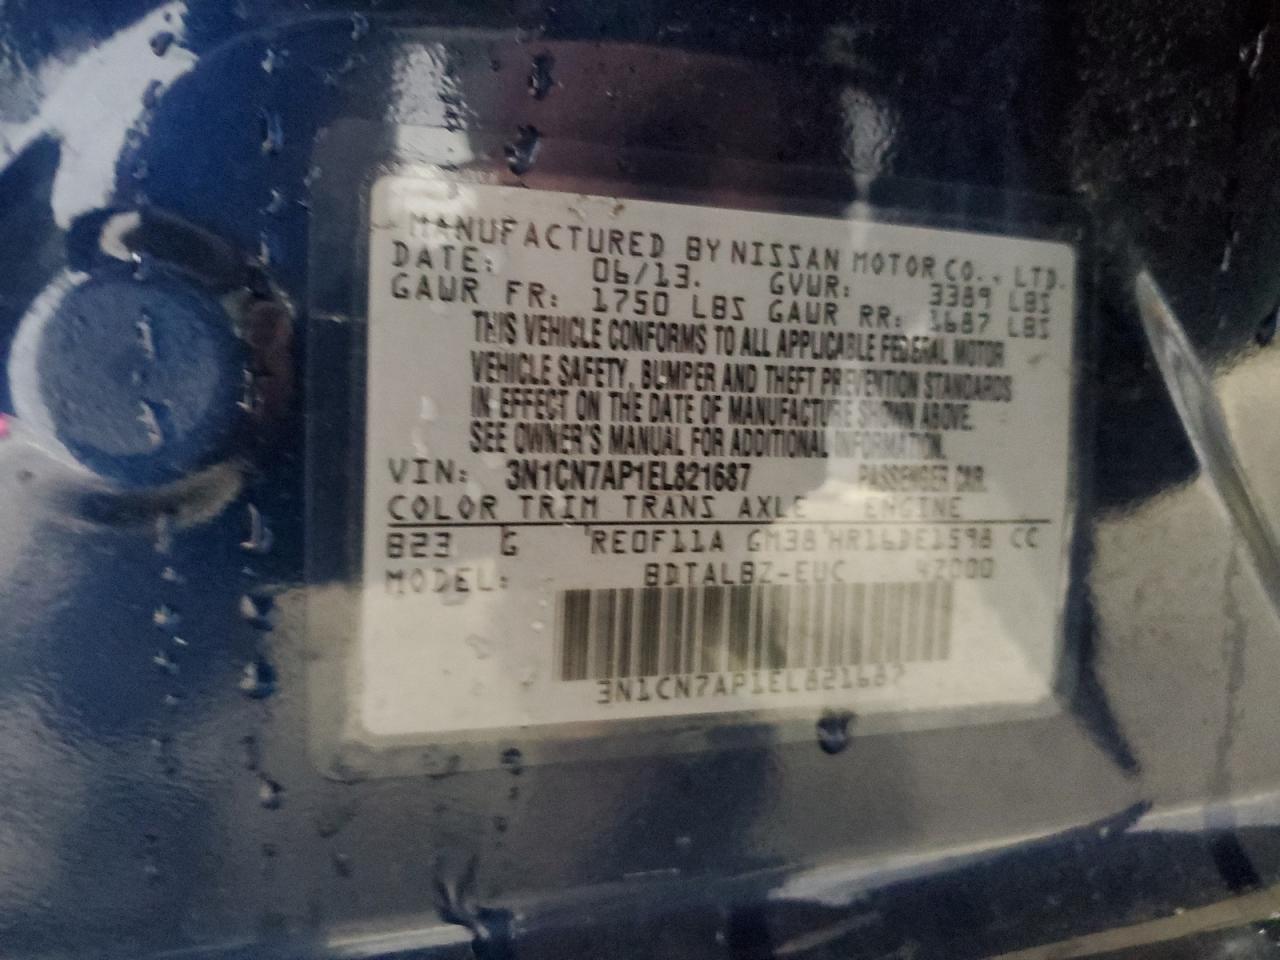 MANUFACTURED BY NISSAN MOTOR CO., LTD.
DATE: 06/13. GVWR: 3389 LBS
GAWR FR: 1750 LBS GAWR RR: 1687 LBS
THIS VEHICLE CONFORMS TO ALL APPLICABLE FEDERAL MOTOR
VEHICLE SAFETY, BUMPER AND THEFT PREVENTION STANDARDS
IN EFFECT ON THE DATE OF MANUFACTURE SHOWN ABOVE.
SEE OWNER'S MANUAL FOR ADDITIONAL INFORMATION.
VIN: 3N1CN7AP1EL821687 PASSENGER CAR.
COLOR TRIM TRANS AXLE ENGINE
B23 G RE0F11A GM38 HR16DE1598 CC
MODEL: BDTALBZ-EUC 47000
3N1CN7AP1EL821687